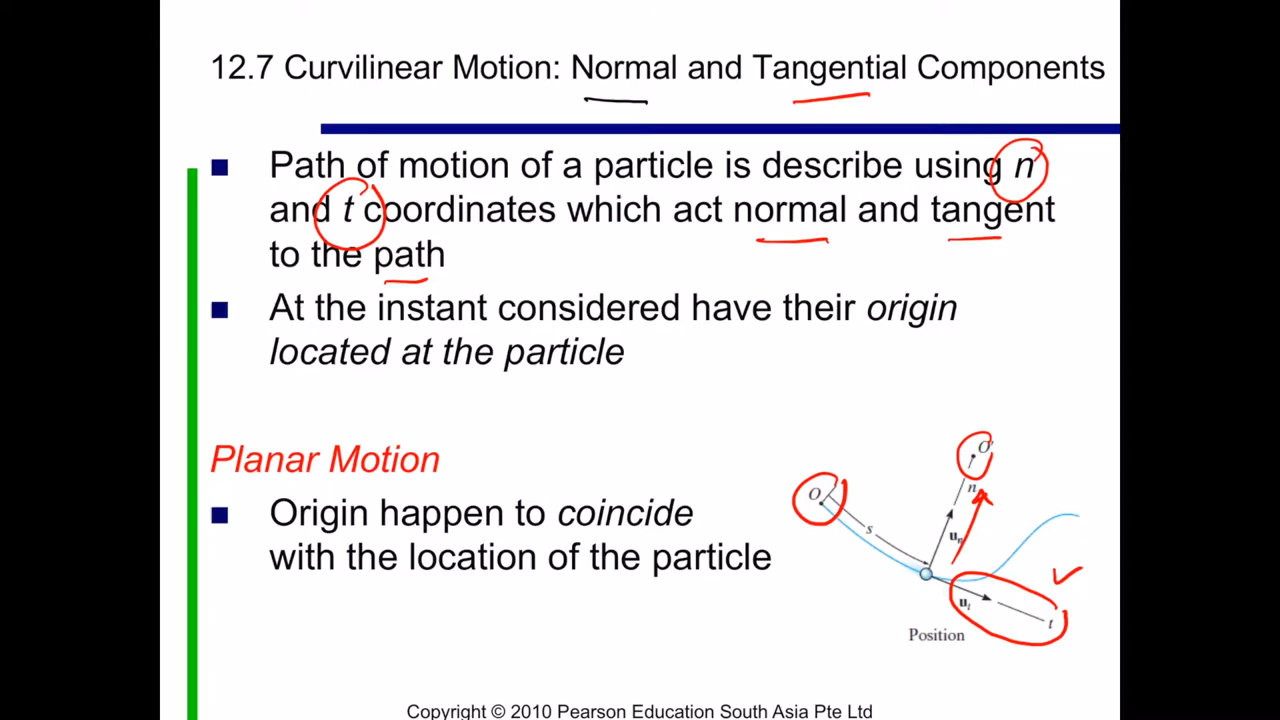 12.7 Curvilinear Motion: Normal and Tangential Components
Path of motion of a particle is describe using n
and t coordinates which act normal and tangent
to the path
At the instant considered have their origin
located at the particle
Planar Motion
Origin happen to coincide
with the location of the particle
O'
O
n
s
un
ut
t
Position
Copyright © 2010 Pearson Education South Asia Pte Ltd